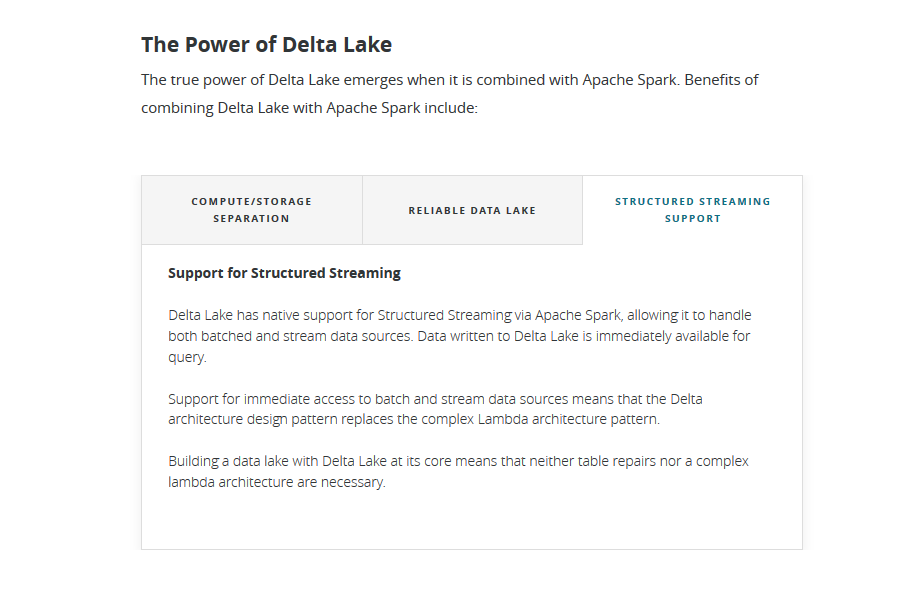 The Power of Delta Lake
The true power of Delta Lake emerges when it is combined with Apache Spark. Benefits of
combining Delta Lake with Apache Spark include:
COMPUTE/STORAGE
SEPARATION
RELIABLE DATA LAKE
STRUCTURED STREAMING
SUPPORT
Support for Structured Streaming
Delta Lake has native support for Structured Streaming via Apache Spark, allowing it to handle
both batched and stream data sources. Data written to Delta Lake is immediately available for
query.
Support for immediate access to batch and stream data sources means that the Delta
architecture design pattern replaces the complex Lambda architecture pattern.
Building a data lake with Delta Lake at its core means that neither table repairs nor a complex
lambda architecture are necessary.